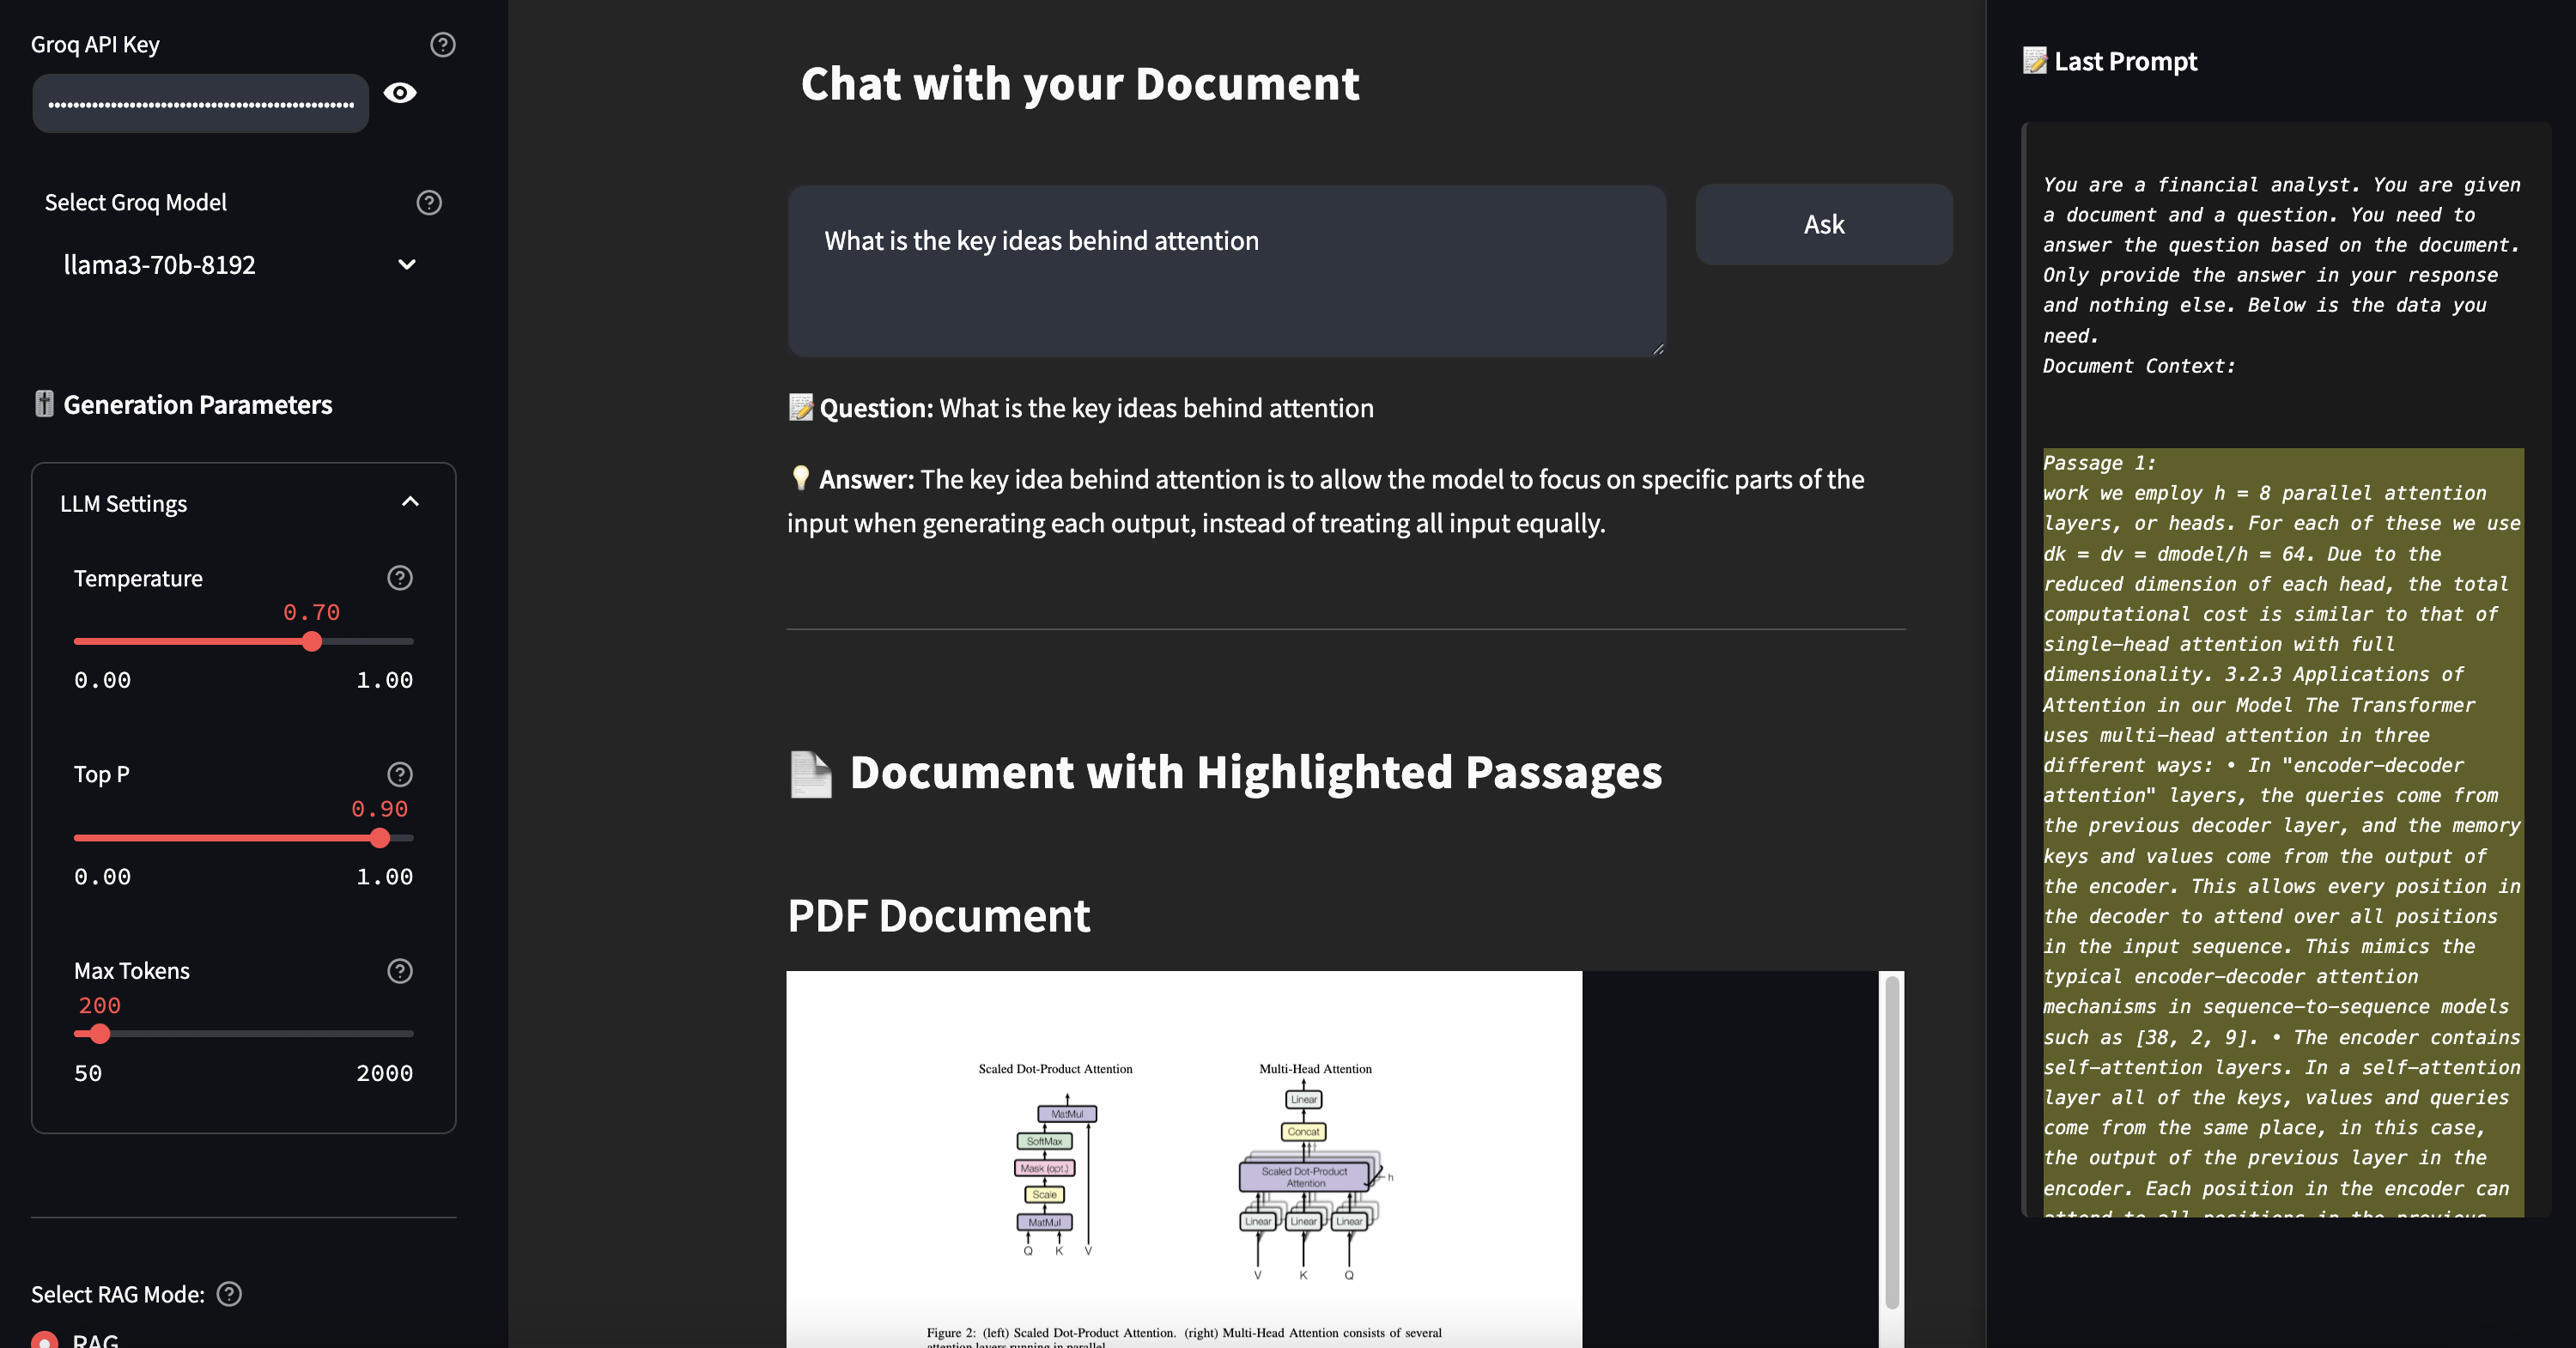 Groq API Key
Select Groq Model
llama3-70b-8192
🎚️ Generation Parameters
LLM Settings
Temperature
0.70
0.00 1.00
Top P
0.90
0.00 1.00
Max Tokens
200
50 2000
Select RAG Mode:
RAG
Chat with your Document
What is the key ideas behind attention
Ask
📝 Question: What is the key ideas behind attention
💡 Answer: The key idea behind attention is to allow the model to focus on specific parts of the
input when generating each output, instead of treating all input equally.
📄 Document with Highlighted Passages
PDF Document
Scaled Dot-Product Attention
MatMul
SoftMax
Mask (opt.)
Scale
MatMul
Q K V
Multi-Head Attention
Linear
Concat
Scaled Dot-Product
Attention
h
Linear Linear Linear
V K Q
Figure 2: (left) Scaled Dot-Product Attention. (right) Multi-Head Attention consists of several
attention layers running in parallel.
📝 Last Prompt
You are a financial analyst. You are given
a document and a question. You need to
answer the question based on the document.
Only provide the answer in your response
and nothing else. Below is the data you
need.
Document Context:
Passage 1:
work we employ h = 8 parallel attention
layers, or heads. For each of these we use
dk = dv = dmodel/h = 64. Due to the
reduced dimension of each head, the total
computational cost is similar to that of
single-head attention with full
dimensionality. 3.2.3 Applications of
Attention in our Model The Transformer
uses multi-head attention in three
different ways: • In "encoder-decoder
attention" layers, the queries come from
the previous decoder layer, and the memory
keys and values come from the output of
the encoder. This allows every position in
the decoder to attend over all positions
in the input sequence. This mimics the
typical encoder-decoder attention
mechanisms in sequence-to-sequence models
such as [38, 2, 9]. • The encoder contains
self-attention layers. In a self-attention
layer all of the keys, values and queries
come from the same place, in this case,
the output of the previous layer in the
encoder. Each position in the encoder can
attend to all positions in the previous